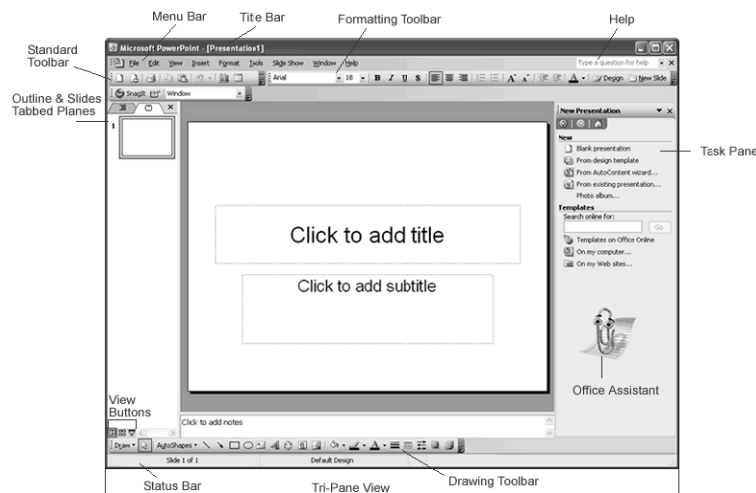 Menu Bar
Title Bar
Formatting Toolbar
Help
Standard
Toolbar
Microsoft PowerPoint - [Presentation1]
File Edit View Insert Format Tools Slide Show Window Help
Type a question for help
Arial
18
B I U S
A A
A
Design
New Slide
Outline & Slides
Tabbed Planes
SnagIt
Window
1
New Presentation
New
Blank presentation
From design template
From AutoContent wizard...
From existing presentation...
Photo album...
Templates
Search online for:
Go
Templates on Office Online
On my computer...
On my Web sites...
Task Pane
Click to add title
Click to add subtitle
Office Assistant
View
Buttons
Click to add notes
Draw
AutoShapes
A
Slide 1 of 1
Default Design
Status Bar
Tri-Pane View
Drawing Toolbar